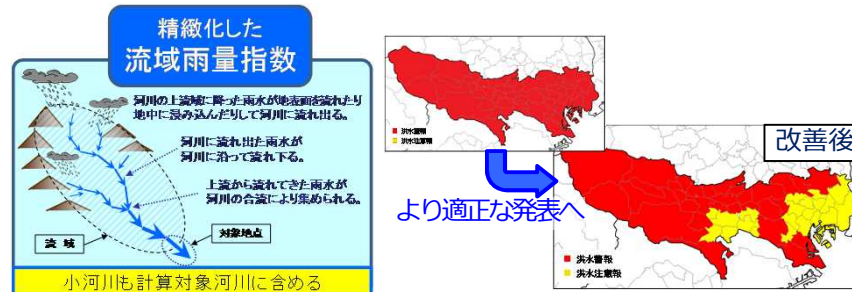 精緻化した
流域雨量指数
河川の上流域に降った雨水が地表面を流れたり
地中に浸み込んだりして河川に流れ出る。
河川に流れ出た雨水が
河川に沿って流れ下る。
上流から流れてきた雨水が
河川の合流により集められる。
流 域
対象地点
小河川も計算対象河川に含める
洪水警報
洪水注意報
より適正な発表へ
改善後
洪水警報
洪水注意報